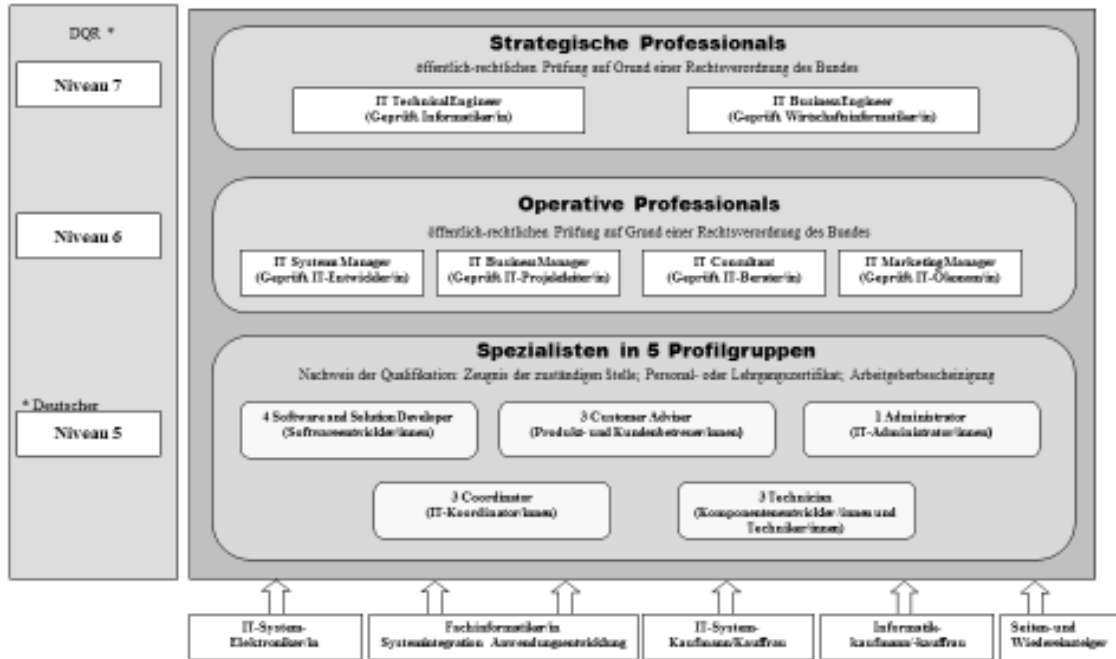 DQR *
Niveau 7
Niveau 6
* Deutscher
Niveau 5
Strategische Professionals
öffentlich-rechtlichen Prüfung auf Grund einer Rechtsverordnung des Bundes
IT Technical Engineer
(Geprüft. Informatiker/in)
IT Business Engineer
(Geprüft. Wirtschaftsinformatiker/in)
Operative Professionals
öffentlich-rechtlichen Prüfung auf Grund einer Rechtsverordnung des Bundes
IT Systems Manager
(Geprüft. IT-Entwickler/in)
IT Business Manager
(Geprüft. IT-Projektleiter/in)
IT Consultant
(Geprüft. IT-Berater/in)
IT Marketing Manager
(Geprüft. IT-Ökonom/in)
Spezialisten in 5 Profilgruppen
Nachweis der Qualifikation: Zeugnis der zuständigen Stelle; Personal- oder Lehrgangszertifikat; Arbeitgeberbescheinigung
4 Software and Solution Developer
(Softwareentwickler/innen)
3 Customer Adviser
(Produkt- und Kundenbetreuer/innen)
1 Administrator
(IT-Administrator/innen)
3 Coordinator
(IT-Koordinator/innen)
3 Technician
(Komponentenentwickler/innen und
Techniker/innen)
IT-System-
Elektroniker/in
Fachinformatiker/in
Systemintegration Anwendungsentwicklung
IT-System-
Kaufmann/Kauffrau
Informatik-
kaufmann/-kauffrau
Seiten- und
Wiedereinsteiger